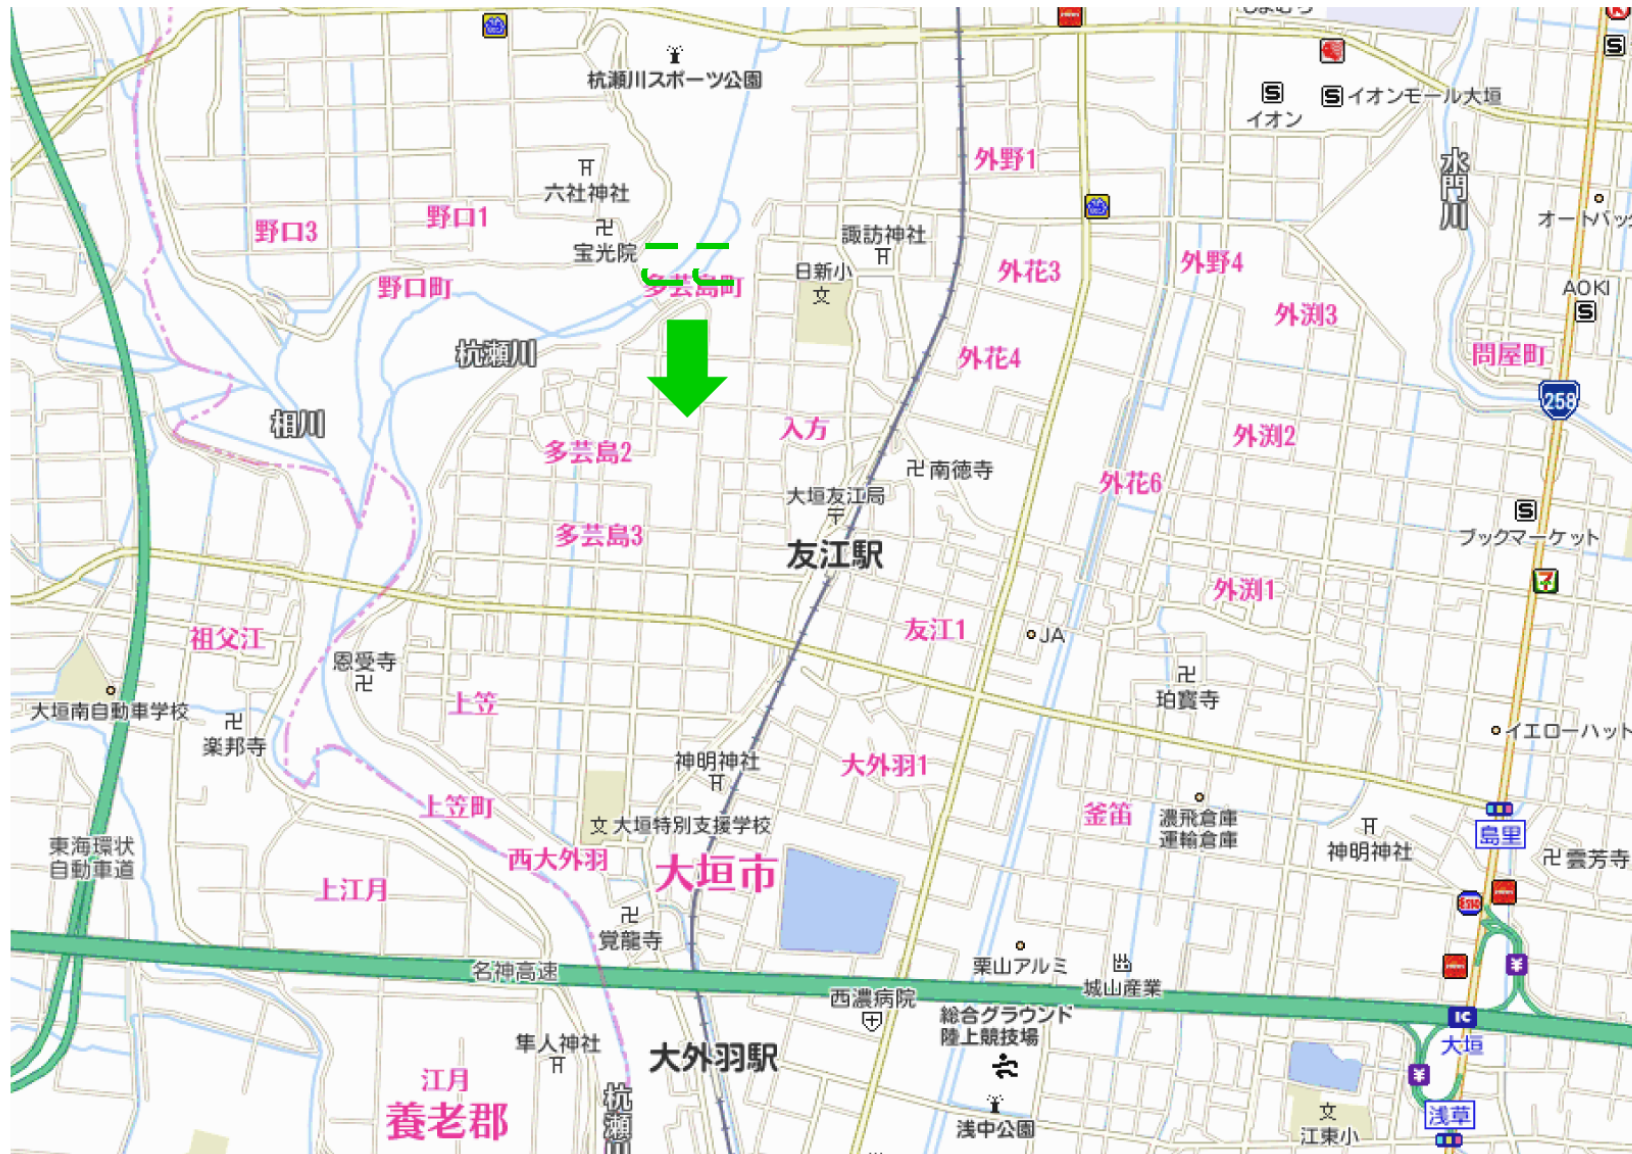 杭瀬川スポーツ公園
イオン
イオンモール大垣
水門川
外野1
六社神社
野口1
野口3
宝光院
諏訪神社
外野4
日新小
外花3
野口町
多芸島町
AOKI
外渕3
杭瀬川
外花4
問屋町
258
相川
入方
外渕2
多芸島2
南徳寺
外花6
大垣友江局
多芸島3
ブックマーケット
友江駅
外渕1
7
祖父江
友江1
JA
恩受寺
珀寳寺
上笠
大垣南自動車学校
楽邦寺
イエローハット
神明神社
大外羽1
上笠町
釜笛
濃飛倉庫
運輸倉庫
大垣特別支援学校
島里
東海環状
自動車道
西大外羽
大垣市
神明神社
雲芳寺
上江月
Esso
覚龍寺
名神高速
栗山アルミ
城山産業
西濃病院
総合グラウンド
陸上競技場
IC
大垣
隼人神社
大外羽駅
江月
養老郡
杭瀬川
浅中公園
浅草
江東小